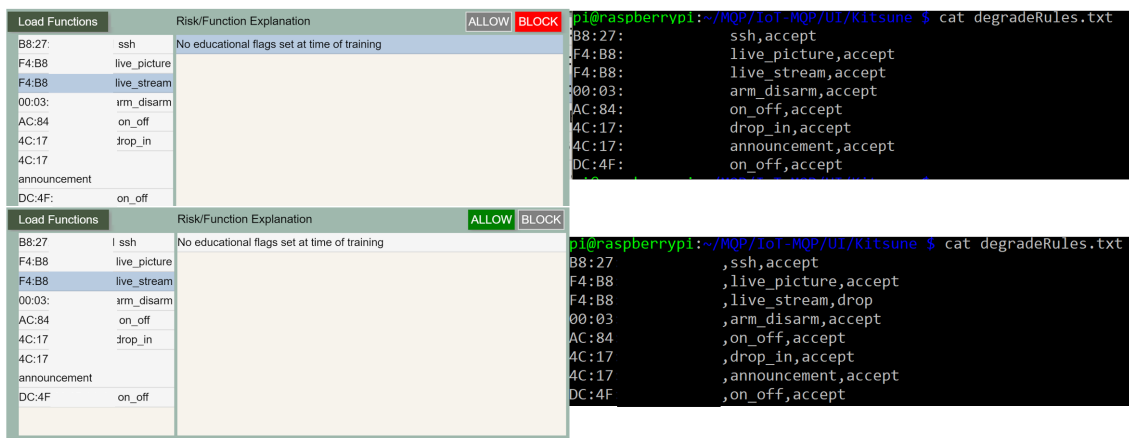 Load Functions Risk/Function Explanation ALLOW BLOCK
B8:27: ssh No educational flags set at time of training
F4:B8 live_picture
F4:B8 live_stream
00:03: arm_disarm
AC:84 on_off
4C:17 drop_in
4C:17
announcement
DC:4F: on_off
pi@raspberrypi:~/MQP/IoT-MQP/UI/Kitsune $ cat degradeRules.txt
B8:27: ssh,accept
F4:B8: live_picture,accept
F4:B8: live_stream,accept
00:03: arm_disarm,accept
AC:84: on_off,accept
4C:17: drop_in,accept
4C:17: announcement,accept
DC:4F: on_off,accept
Load Functions Risk/Function Explanation ALLOW BLOCK
B8:27 ssh No educational flags set at time of training
F4:B8 live_picture
F4:B8 live_stream
00:03: arm_disarm
AC:84 on_off
4C:17 drop_in
4C:17
announcement
DC:4F on_off
pi@raspberrypi:~/MQP/IoT-MQP/UI/Kitsune $ cat degradeRules.txt
B8:27 ,ssh,accept
F4:B8 ,live_picture,accept
F4:B8 ,live_stream,drop
00:03 ,arm_disarm,accept
AC:84 ,on_off,accept
4C:17 ,drop_in,accept
4C:17 ,announcement,accept
DC:4F ,on_off,accept